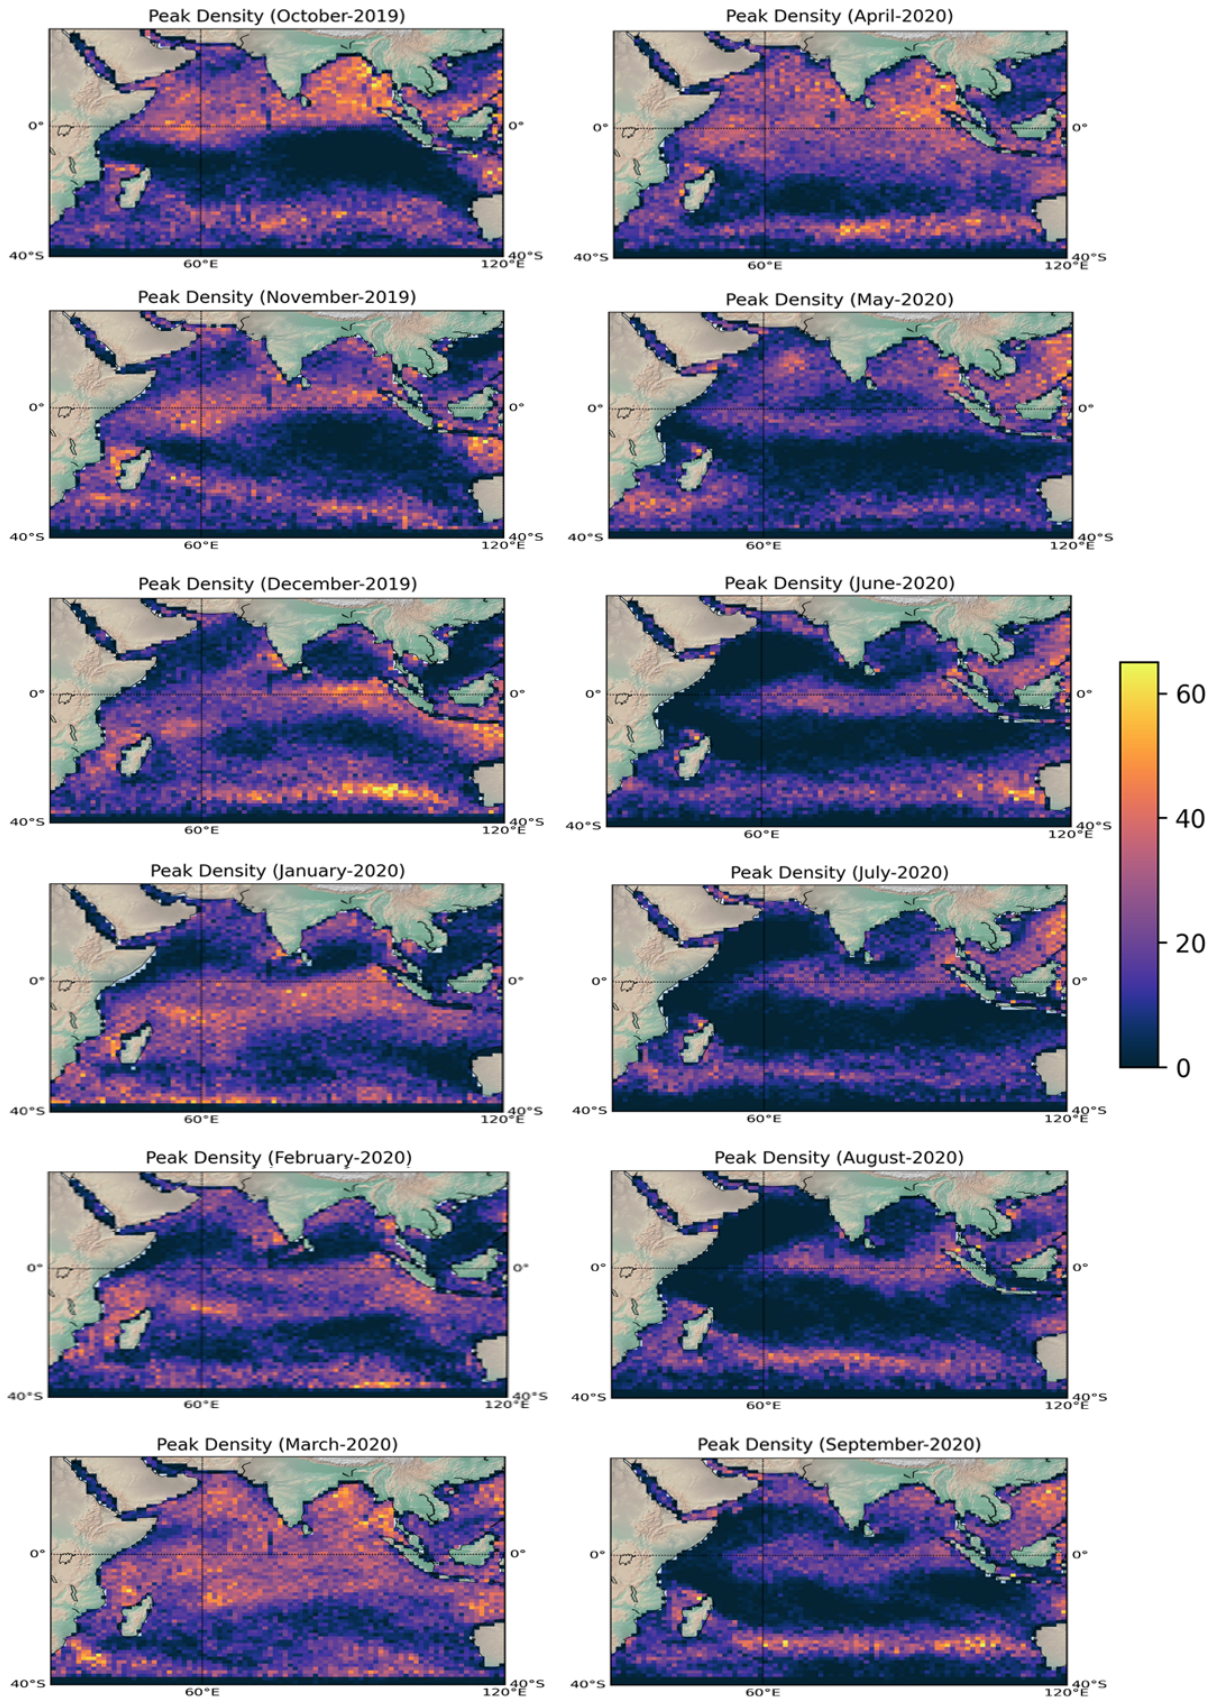 Peak Density (October-2019)
0°
0°
40°S
60°E
120°E
40°S
Peak Density (April-2020)
0°
0°
40°S
60°E
120°E
40°S
Peak Density (November-2019)
0°
0°
40°S
60°E
120°E
40°S
Peak Density (May-2020)
0°
0°
40°S
60°E
120°E
40°S
Peak Density (December-2019)
0°
0°
40°S
60°E
120°E
40°S
Peak Density (June-2020)
0°
0°
40°S
60°E
120°E
40°S
Peak Density (January-2020)
0°
0°
40°S
60°E
120°E
40°S
Peak Density (July-2020)
0°
0°
40°S
60°E
120°E
40°S
Peak Density (February-2020)
0°
0°
40°S
60°E
120°E
40°S
Peak Density (August-2020)
0°
0°
40°S
60°E
120°E
40°S
Peak Density (March-2020)
0°
0°
40°S
60°E
120°E
40°S
Peak Density (September-2020)
0°
0°
40°S
60°E
120°E
40°S
60
40
20
0